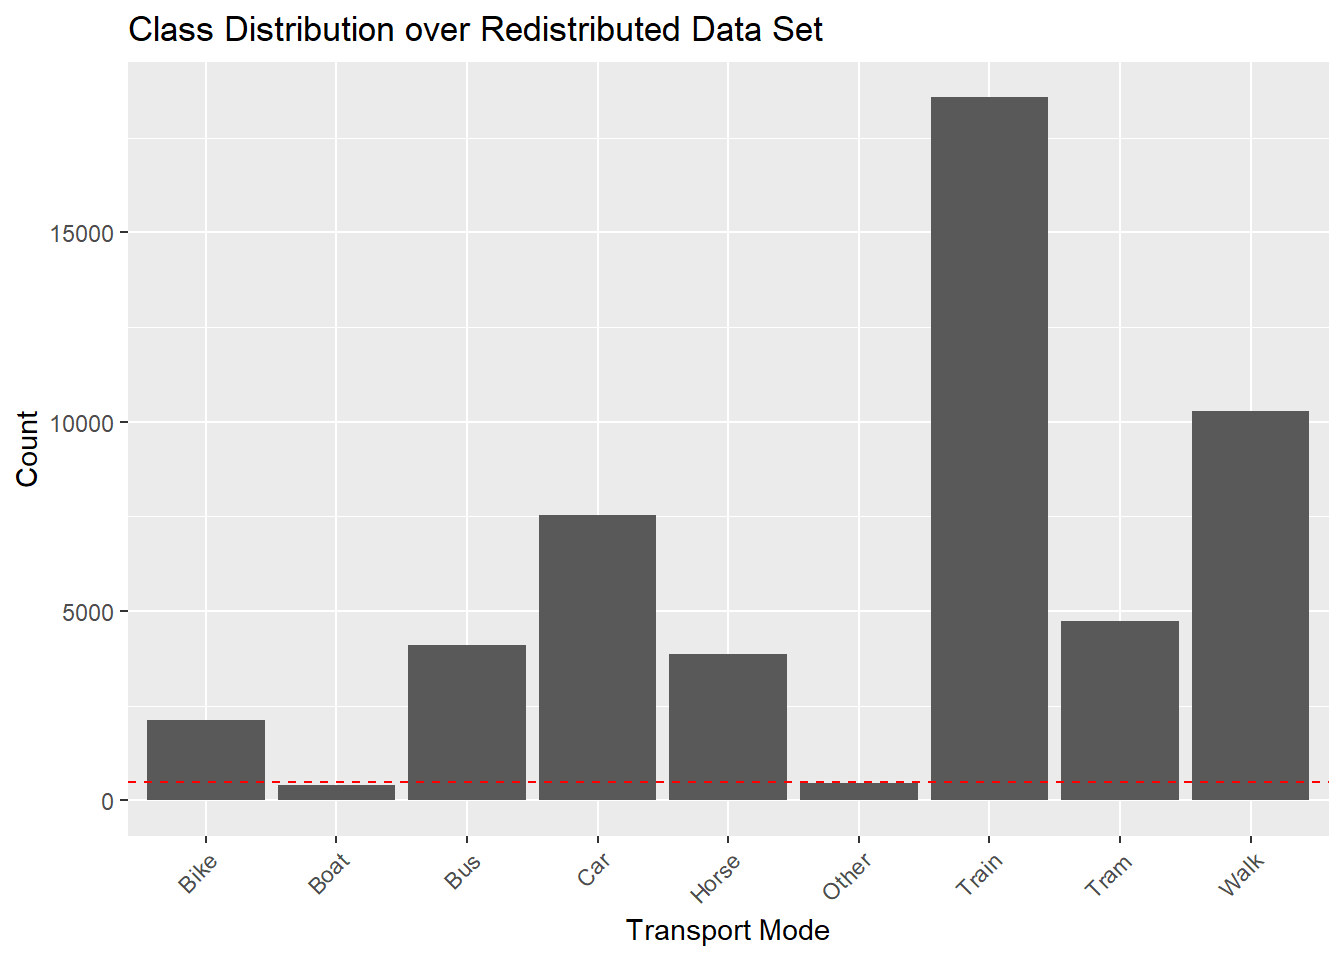 Class Distribution over Redistributed Data Set
15000
10000
5000
0
Count
Bike
Boat
Bus
Car
Horse
Other
Train
Tram
Walk
Transport Mode